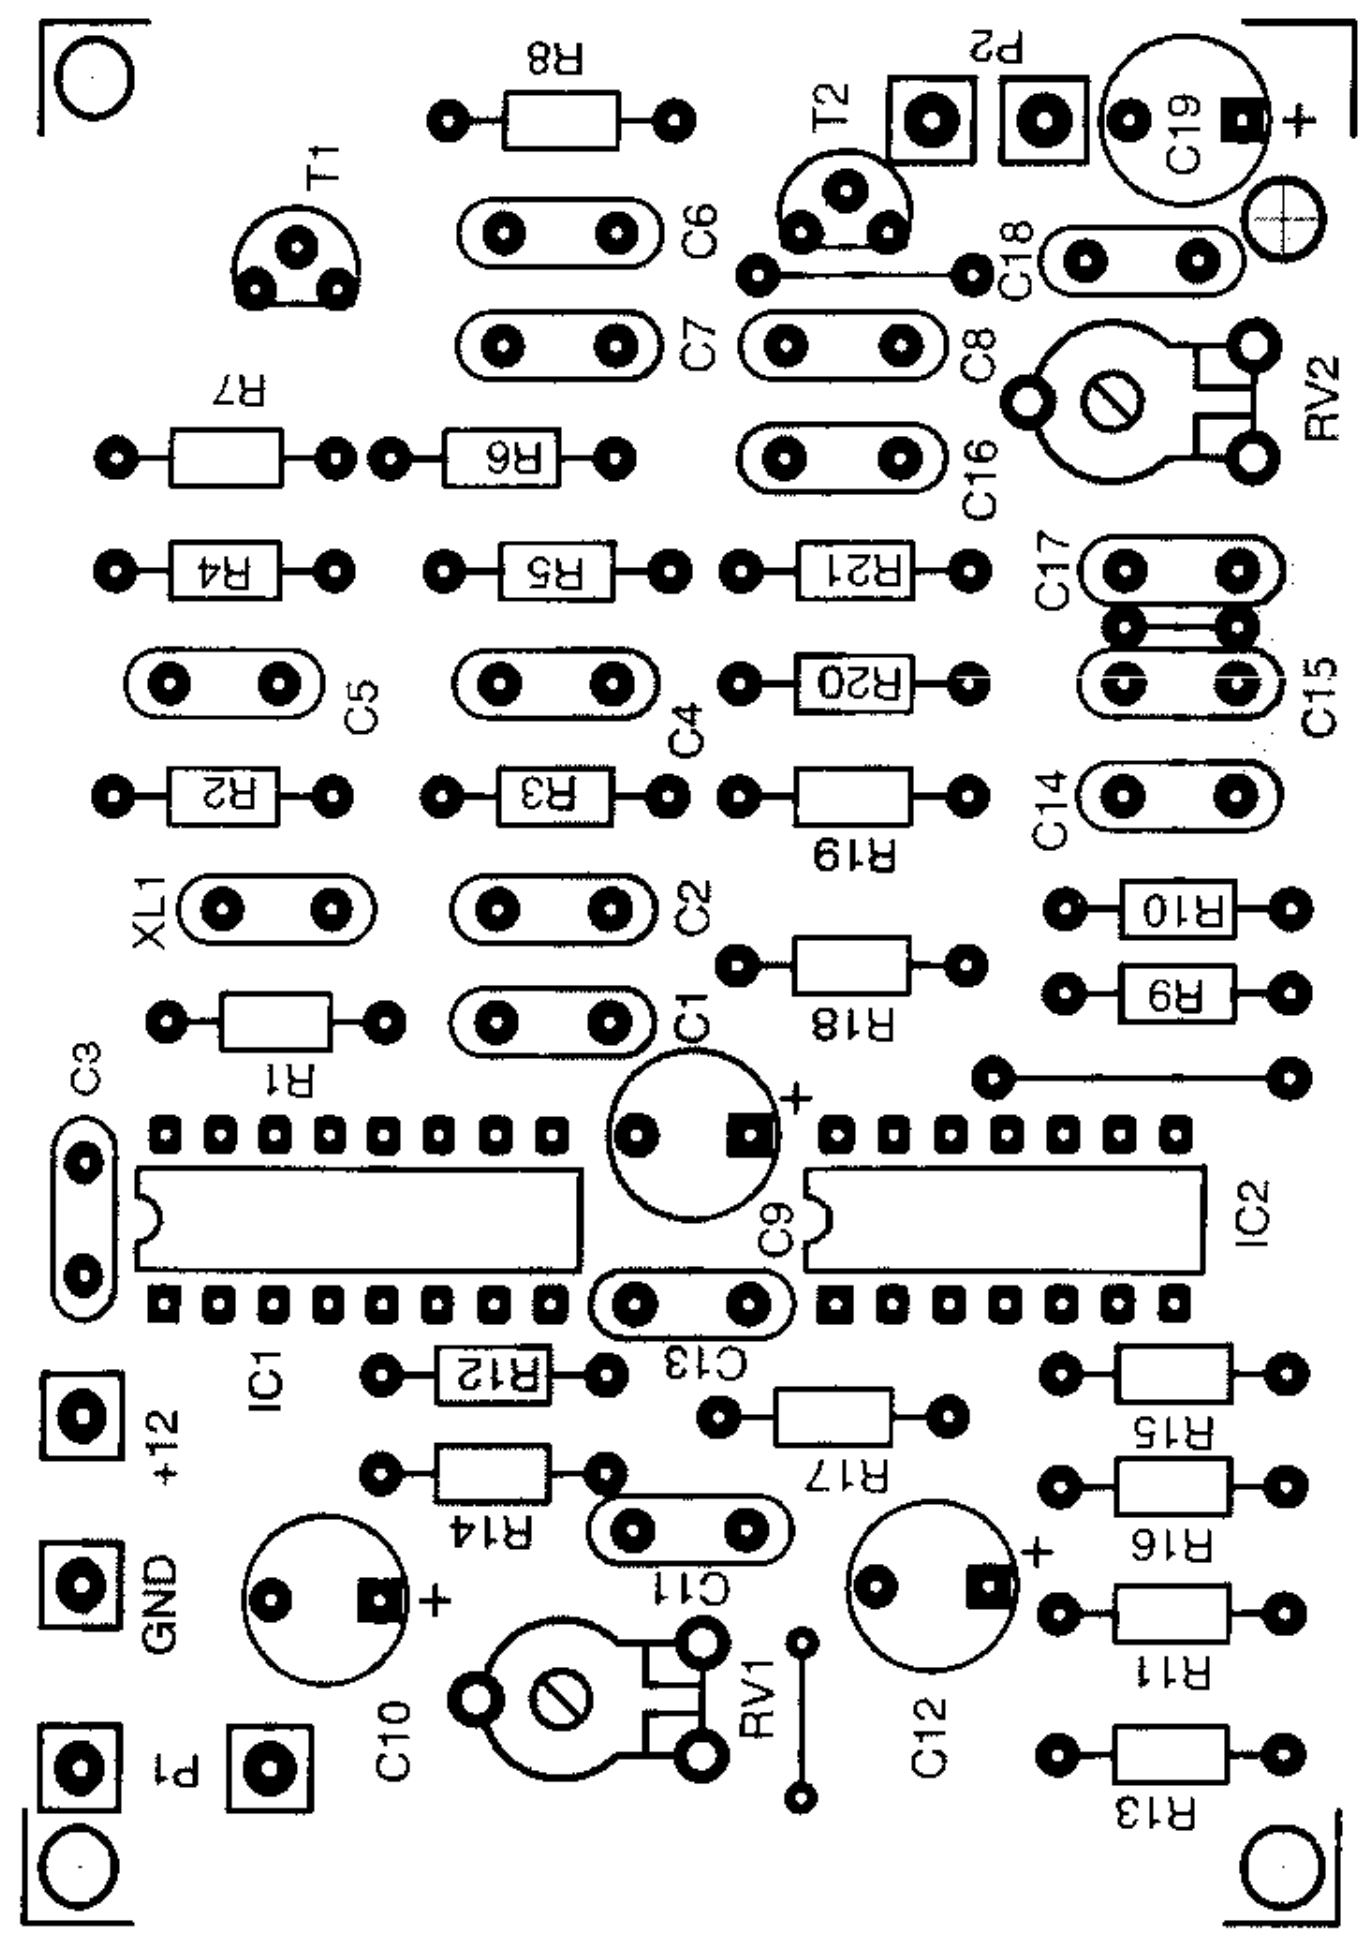 R8
P2
T2
C19
+
T1
C6
C18
C7
C8
RV2
R7
R6
C16
R4
R5
R21
C17
C5
C4
R20
C15
R2
R3
R19
C14
XL1
C2
R10
R18
R9
R1
C1
C3
+
C9
IC2
C13
IC1
R12
R15
+12
R14
R17
R16
GND
C11
+
+
R11
P1
C10
RV1
C12
R13